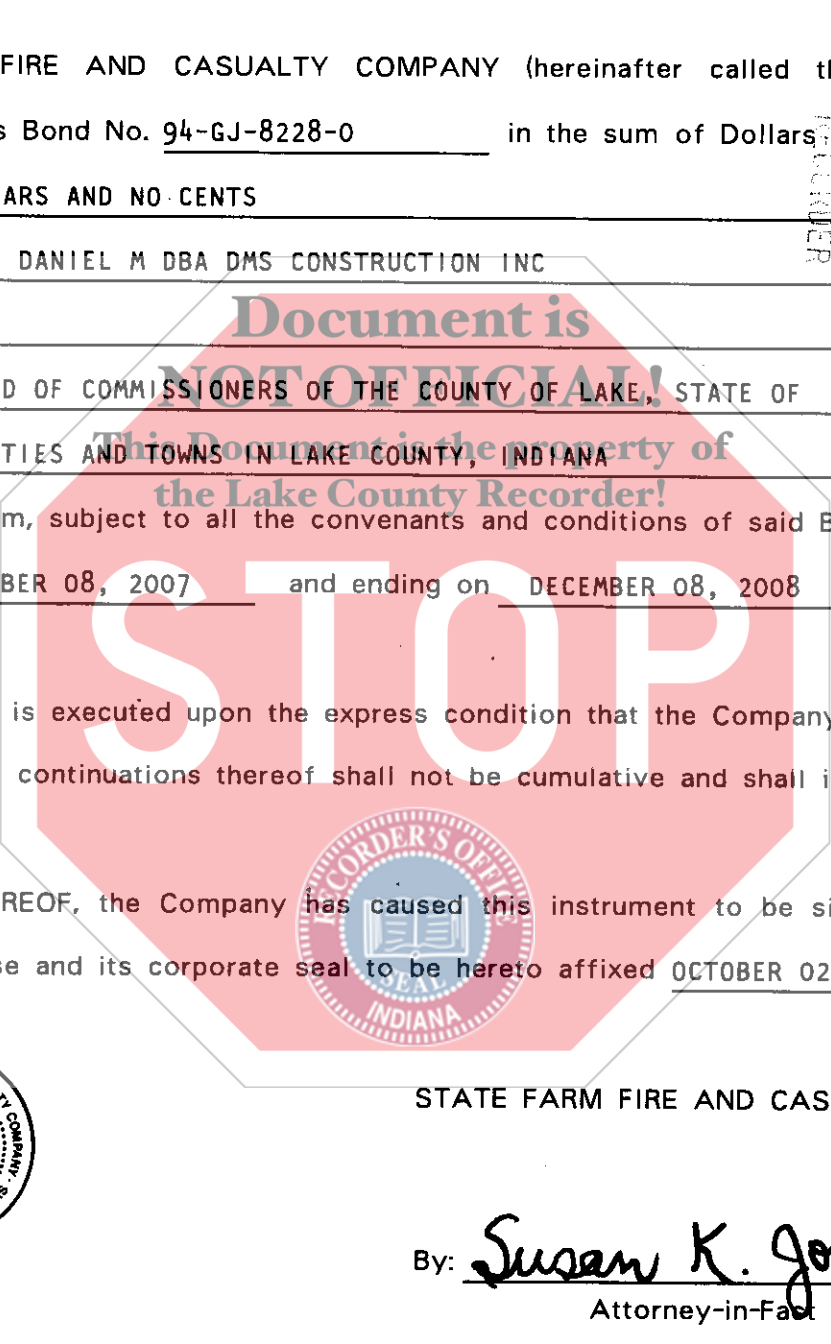 FIRE AND CASUALTY COMPANY (hereinafter called
s Bond No. 94-GJ-8228-0 in the sum of Dollars
ARS AND NO CENTS
RECORDER
DANIEL M DBA DMS CONSTRUCTION INC
Document is
NOT OFFICIAL!
D OF COMMISSIONERS OF THE COUNTY OF LAKE, STATE OF
This Document is the property of
TIES AND TOWNS IN LAKE COUNTY, INDIANA
the Lake County Recorder!
m, subject to all the convenants and conditions of said B
BER 08, 2007 and ending on DECEMBER 08, 2008
STOP
is executed upon the express condition that the Company
continuations thereof shall not be cumulative and shall i
RECORDER'S OFFICE
REOF, the Company has caused this instrument to be si
se and its corporate seal to be hereto affixed OCTOBER 02
SEAL
INDIANA
STATE FARM FIRE AND CAS
TY COMPANY
By: Susan K. Jo
Attorney-in-Fact